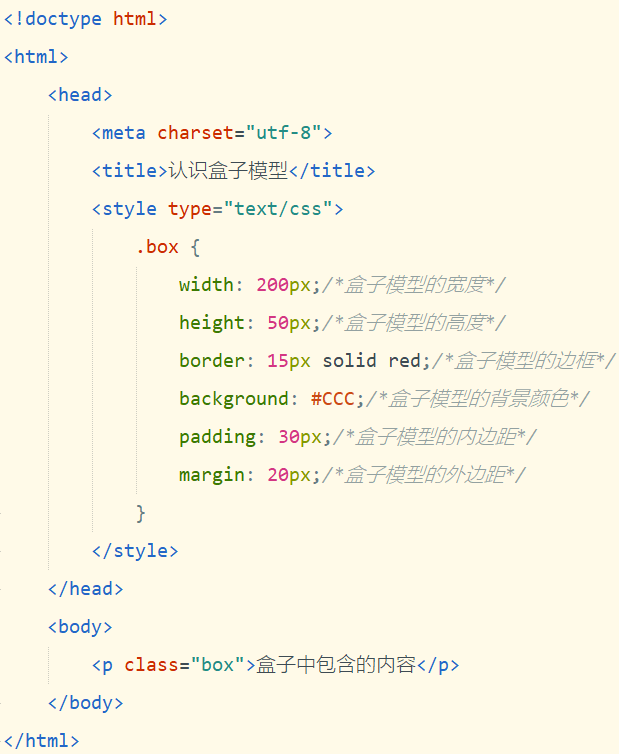 <!doctype html>
<html>
<head>
<meta charset="utf-8">
<title>认识盒子模型</title>
<style type="text/css">
.box {
width: 200px;/*盒子模型的宽度*/
height: 50px;/*盒子模型的高度*/
border: 15px solid red;/*盒子模型的边框*/
background: #CCC;/*盒子模型的背景颜色*/
padding: 30px;/*盒子模型的内边距*/
margin: 20px;/*盒子模型的外边距*/
}
</style>
</head>
<body>
<p class="box">盒子中包含的内容</p>
</body>
</html>